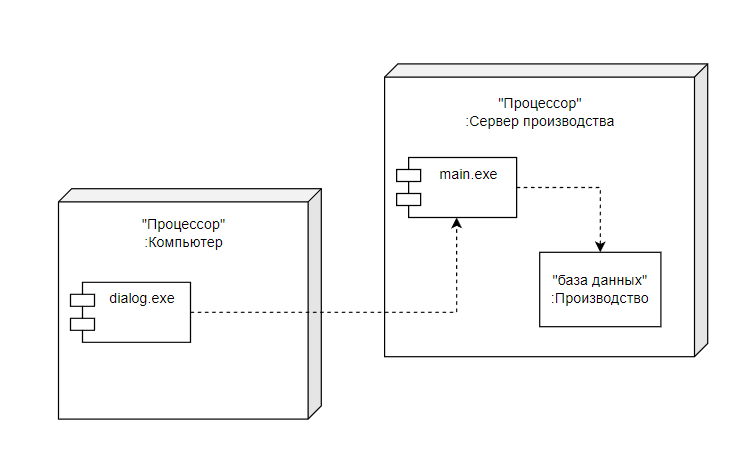 "Процессор"
:Сервер производства
main.exe
"база данных"
:Производство
"Процессор"
:Компьютер
dialog.exe